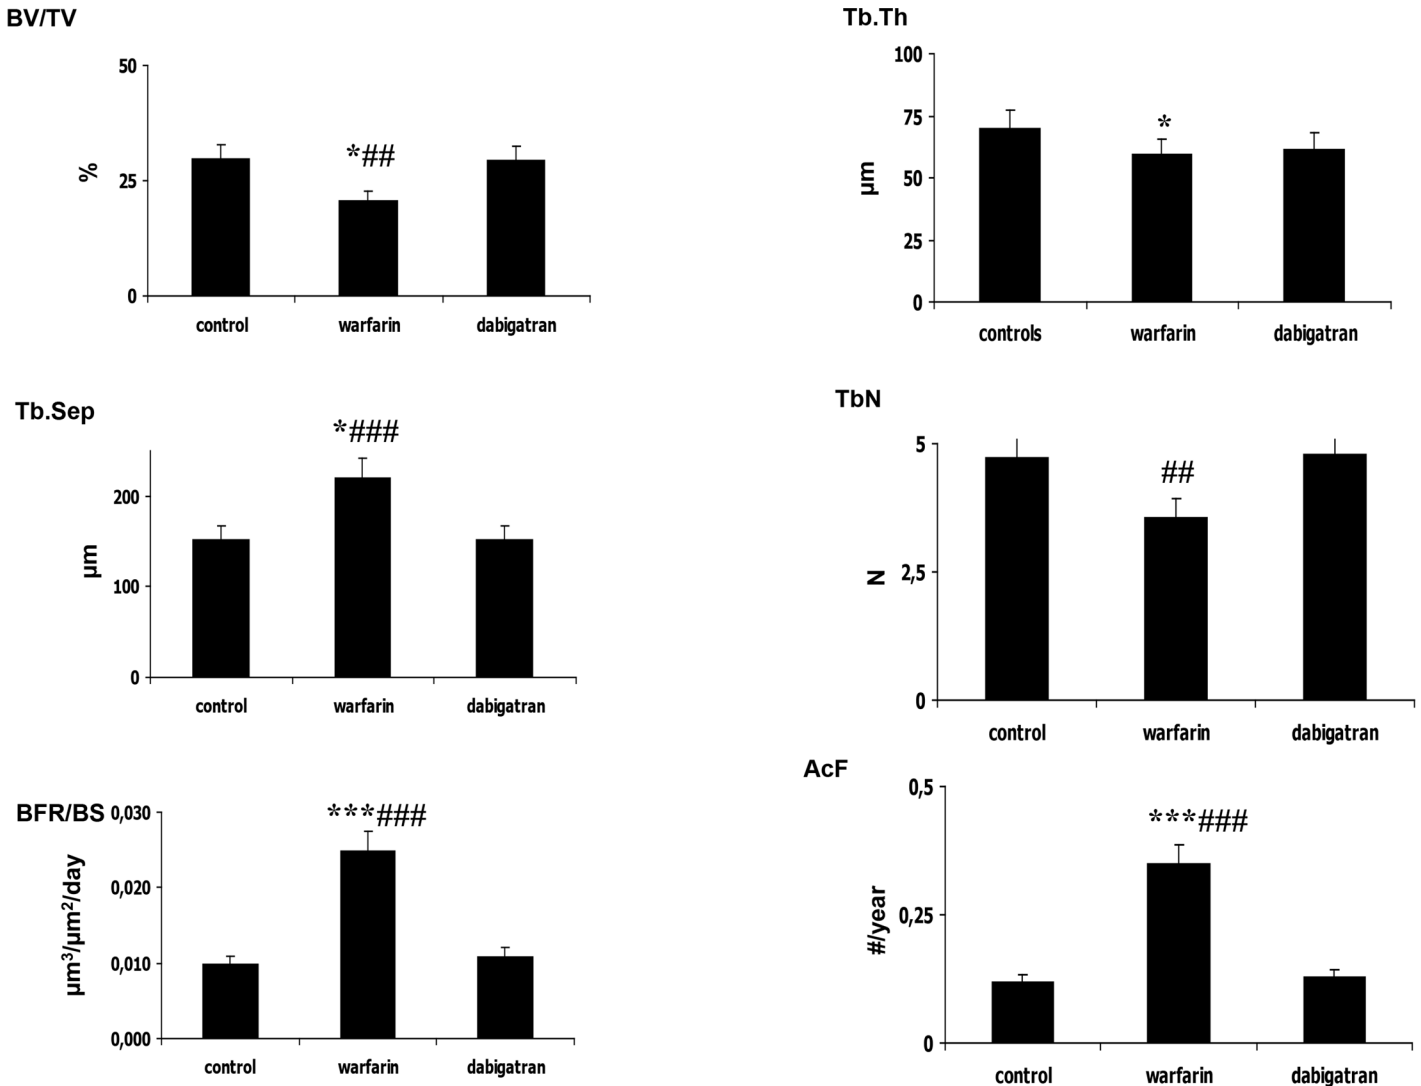 BV/TV
50
25
0
%
*##
control warfarin dabigatran
Tb.Th
100
75
50
25
0
µm
*
controls warfarin dabigatran
Tb.Sep
200
100
0
µm
*###
control warfarin dabigatran
TbN
5
2,5
0
N
##
control warfarin dabigatran
BFR/BS
0,030
0,020
0,010
0,000
µm³/µm²/day
***###
control warfarin dabigatran
AcF
0,5
0,25
0
#/year
***###
control warfarin dabigatran